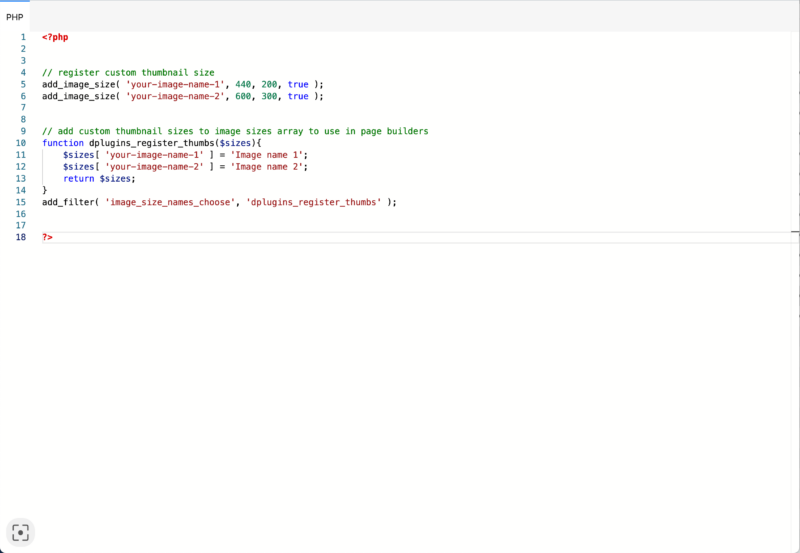 PHP
1 <?php
2
3
4 // register custom thumbnail size
5 add_image_size( 'your-image-name-1', 440, 200, true );
6 add_image_size( 'your-image-name-2', 600, 300, true );
7
8
9 // add custom thumbnail sizes to image sizes array to use in page builders
10 function dplugins_register_thumbs($sizes){
11     $sizes[ 'your-image-name-1' ] = 'Image name 1';
12     $sizes[ 'your-image-name-2' ] = 'Image name 2';
13     return $sizes;
14 }
15 add_filter( 'image_size_names_choose', 'dplugins_register_thumbs' );
16
17
18 ?>